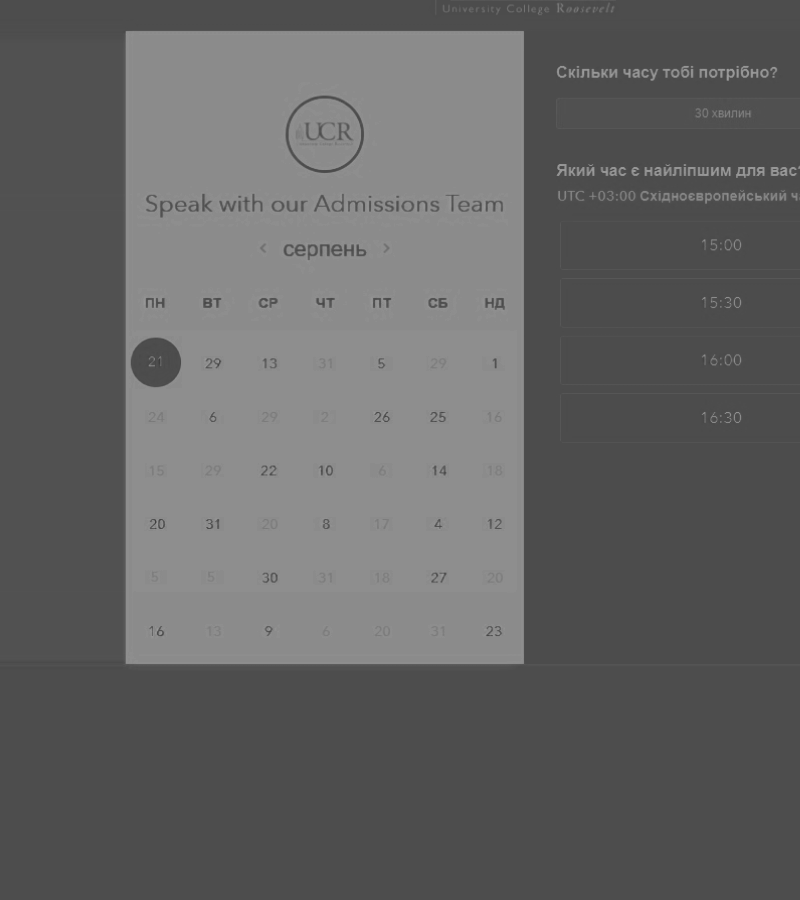 University College Roosevelt
UCR
Speak with our Admissions Team
‹ серпень ›
ПН ВТ СР ЧТ ПТ СБ НД
21 29 13 31 5 29 1
24 6 29 2 26 25 16
15 29 22 10 6 14 18
20 31 20 8 17 4 12
5 5 30 31 18 27 20
16 13 9 6 20 31 23
Скільки часу тобі потрібно?
30 хвилин
Який час є найліпшим для вас?
UTC +03:00 Східноєвропейський
15:00
15:30
16:00
16:30